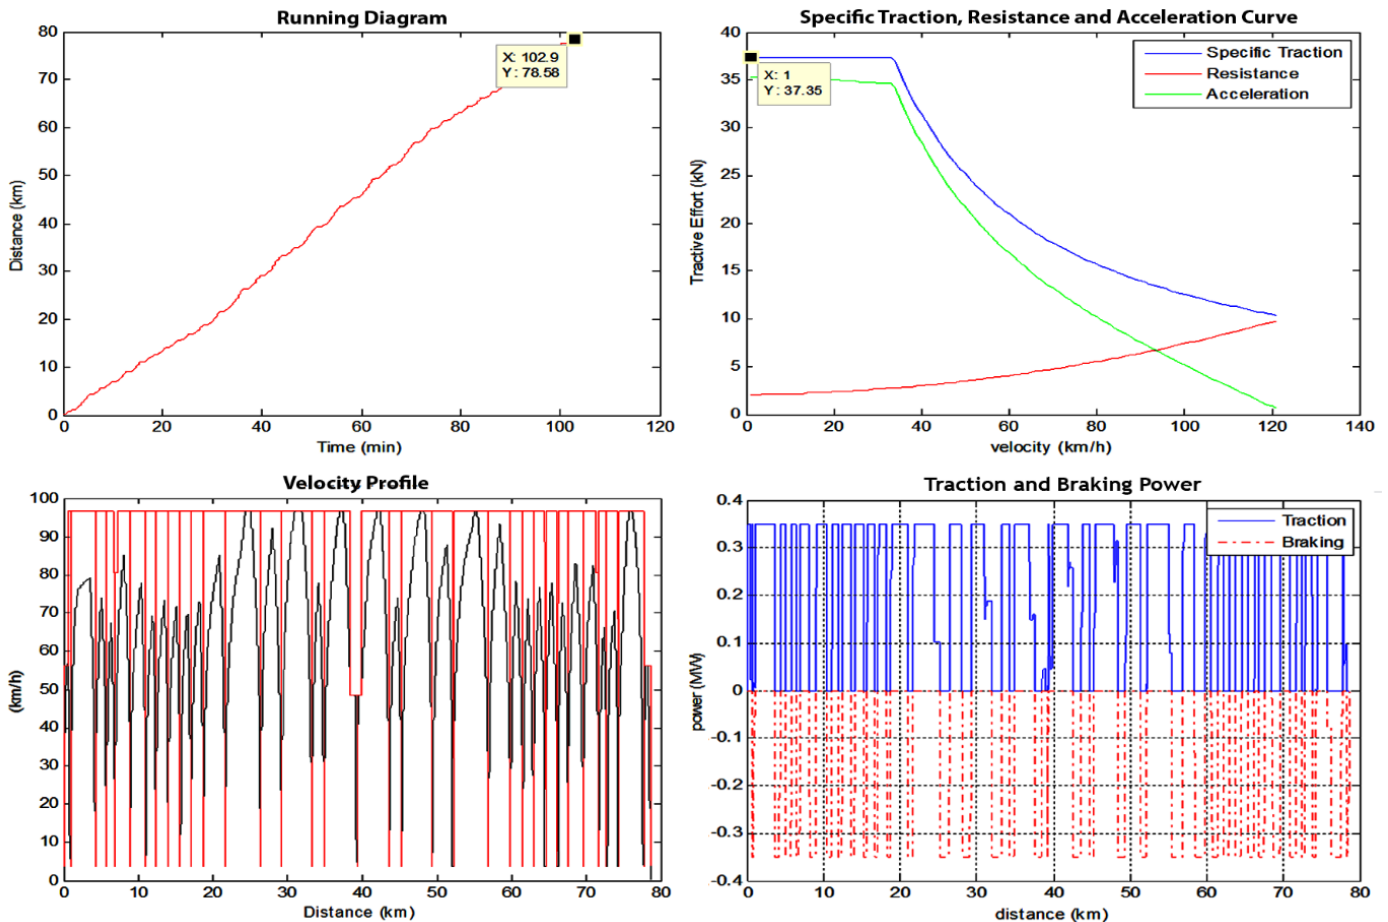 Running Diagram
80
70
60
50
40
30
20
10
0
X: 102.9
Y : 78.58
Distance (km)
0 20 40 60 80 100 120
Time (min)
Specific Traction, Resistance and Acceleration Curve
40
35
30
25
20
15
10
5
0
X: 1
Y : 37.35
Specific Traction
Resistance
Acceleration
Tractive Effort (kN)
0 20 40 60 80 100 120 140
velocity (km/h)
Velocity Profile
100
90
80
70
60
50
40
30
20
10
0
(km/h)
0 10 20 30 40 50 60 70 80
Distance (km)
Traction and Braking Power
0.4
0.3
0.2
0.1
0
-0.1
-0.2
-0.3
-0.4
Traction
Braking
power (MW)
0 10 20 30 40 50 60 70 80
distance (km)